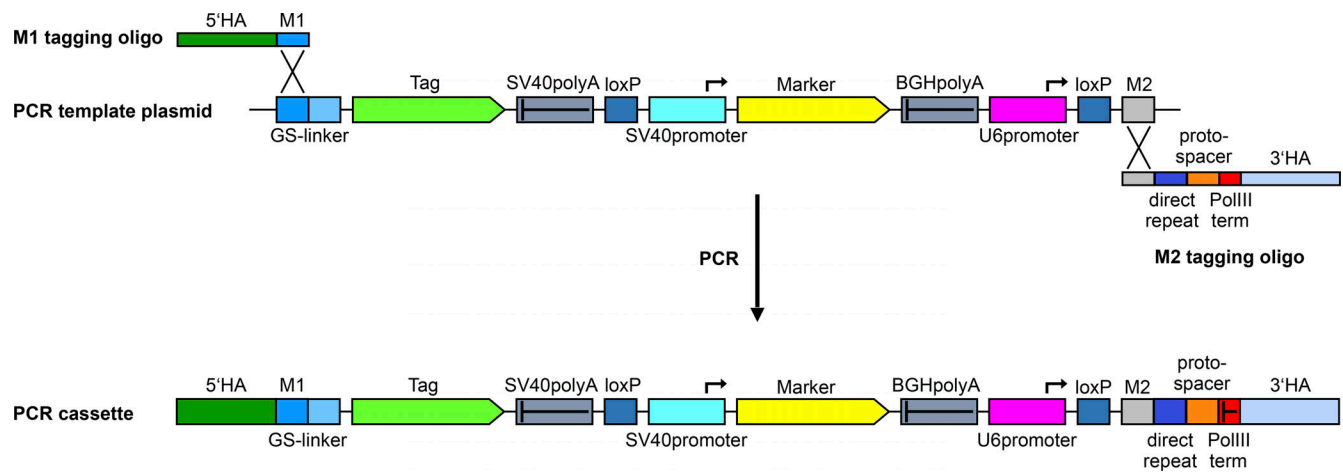 5‘HA M1
M1 tagging oligo
Tag SV40polyA loxP Marker BGHpolyA loxP M2
PCR template plasmid
GS-linker SV40promoter U6promoter
proto-
spacer 3‘HA
direct PolIII
repeat term
M2 tagging oligo
PCR
proto-
5‘HA M1 Tag SV40polyA loxP Marker BGHpolyA loxP M2 spacer 3‘HA
PCR cassette
GS-linker SV40promoter U6promoter direct PolIII
repeat term